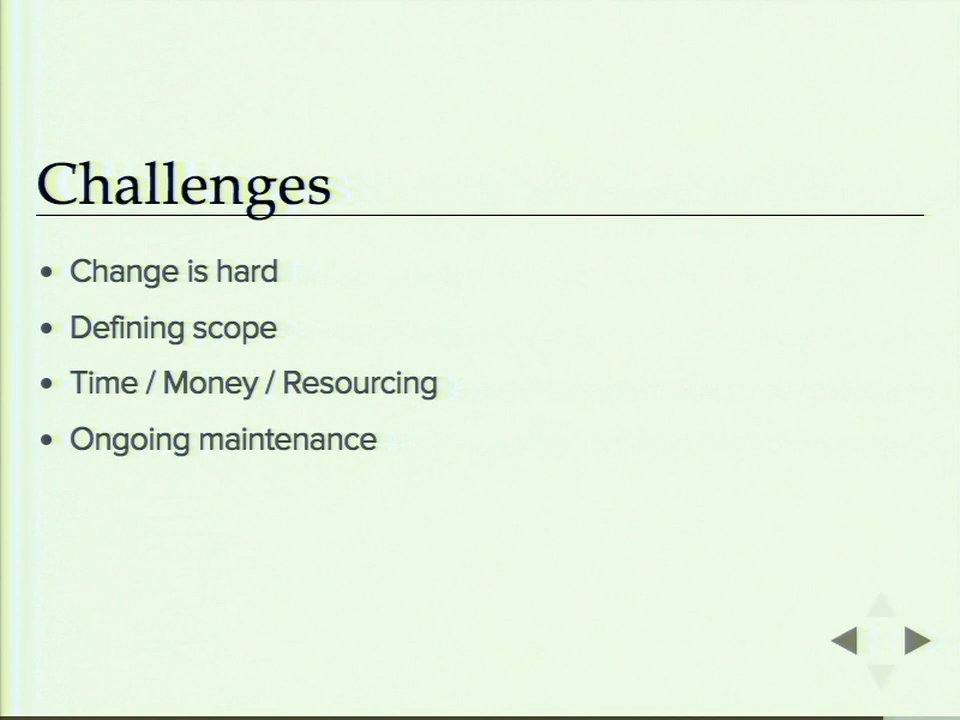 Challenges
• Change is hard
• Defining scope
• Time / Money / Resourcing
• Ongoing maintenance